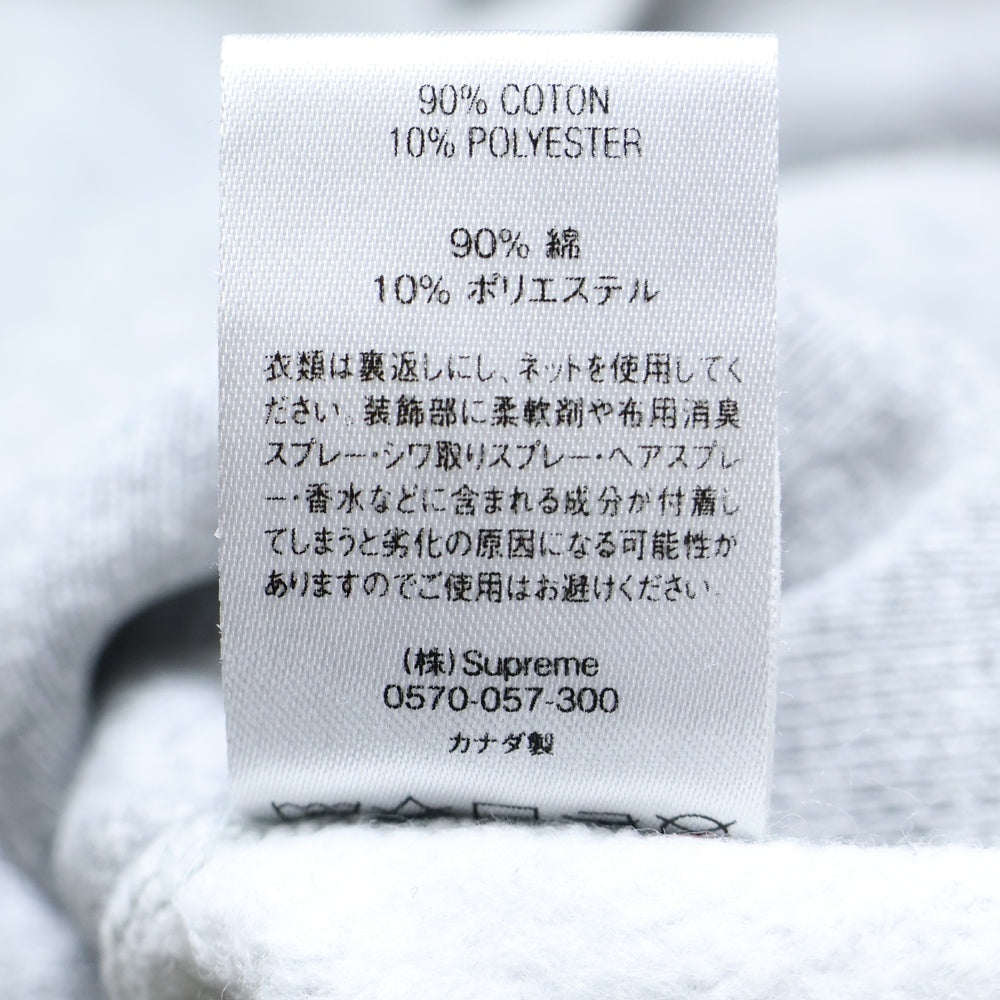 90% COTON
10% POLYESTER
90% 綿
10% ポリエステル
衣類は裏返しにし、ネットを使用してく
ださい。装飾部に柔軟剤や布用消臭
スプレー・シワ取りスプレー・ヘアスプレ
ー・香水などに含まれる成分が付着し
てしまうと劣化の原因になる可能性が
ありますのでご使用はお避けください。
(株)Supreme
0570-057-300
カナダ製